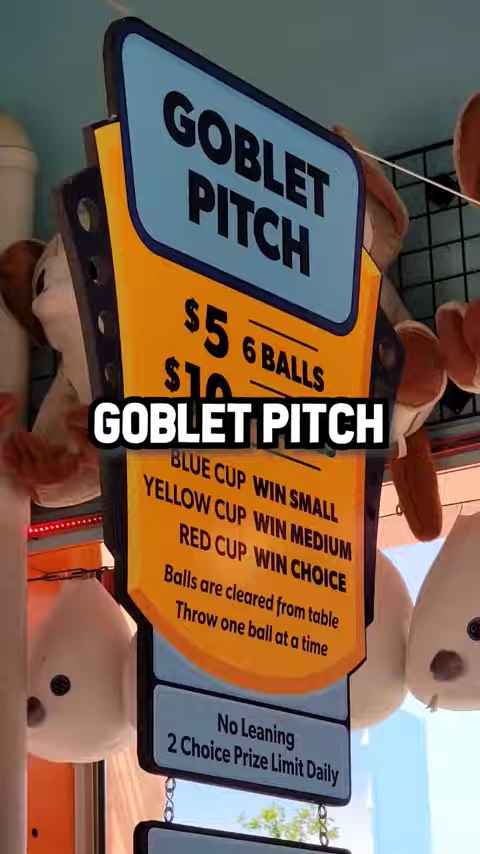 GOBLET
PITCH
$5 6 BALLS
$10
GOBLET PITCH
BLUE CUP WIN SMALL
YELLOW CUP WIN MEDIUM
RED CUP WIN CHOICE
Balls are cleared from table
Throw one ball at a time
No Leaning
2 Choice Prize Limit Daily